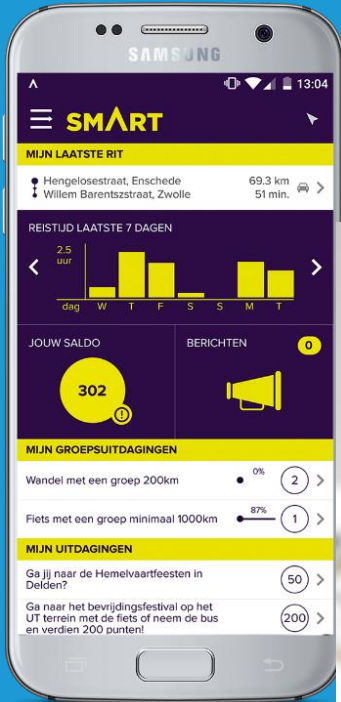 SAMSUNG
13:04
SMART
MIJN LAATSTE RIT
Hengelosestraat, Enschede
69.3 km
Willem Barentszstraat, Zwolle
51 min.
REISTIJD LAATSTE 7 DAGEN
2.5
uur
dag W T F S S M T
JOUW SALDO
BERICHTEN
0
302
MIJN GROEPSUITDAGINGEN
Wandel met een groep 200km
0%
2
Fiets met een groep minimaal 1000km
87%
1
MIJN UITDAGINGEN
Ga jij naar de Hemelvaartfeesten in
Delden?
50
Ga naar het bevrijdingsfestival op het
UT terrein met de fiets of neem de bus
en verdien 200 punten!
200